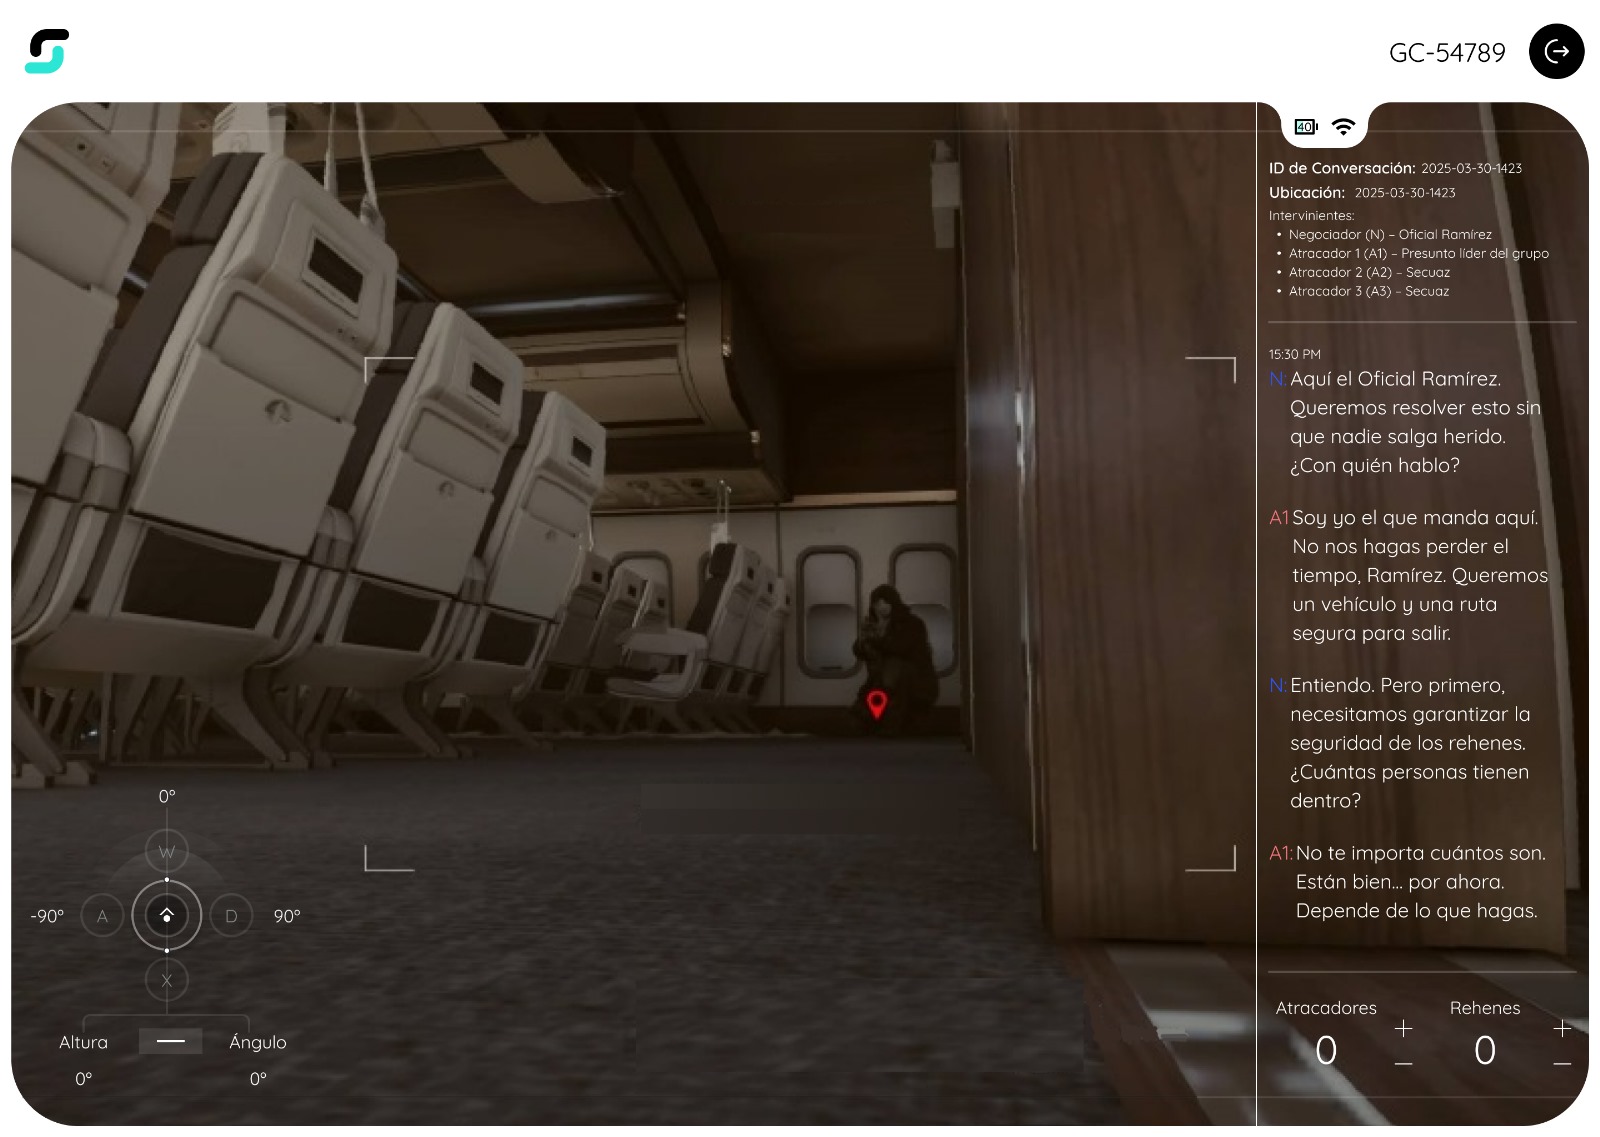 GC-54789
40
ID de Conversación: 2025-03-30-1423
Ubicación: 2025-03-30-1423
Intervinientes:
• Negociador (N) – Oficial Ramírez
• Atracador 1 (A1) – Presunto líder del grupo
• Atracador 2 (A2) – Secuaz
• Atracador 3 (A3) – Secuaz
15:30 PM
N: Aquí el Oficial Ramírez.
Queremos resolver esto sin
que nadie salga herido.
¿Con quién hablo?
A1 Soy yo el que manda aquí.
No nos hagas perder el
tiempo, Ramírez. Queremos
un vehículo y una ruta
segura para salir.
N: Entiendo. Pero primero,
necesitamos garantizar la
seguridad de los rehenes.
¿Cuántas personas tienen
dentro?
A1: No te importa cuántos son.
Están bien... por ahora.
Depende de lo que hagas.
Atracadores Rehenes
0 + − 0 + −
0°
W
-90° A D 90°
X
Altura Ángulo
0° 0°